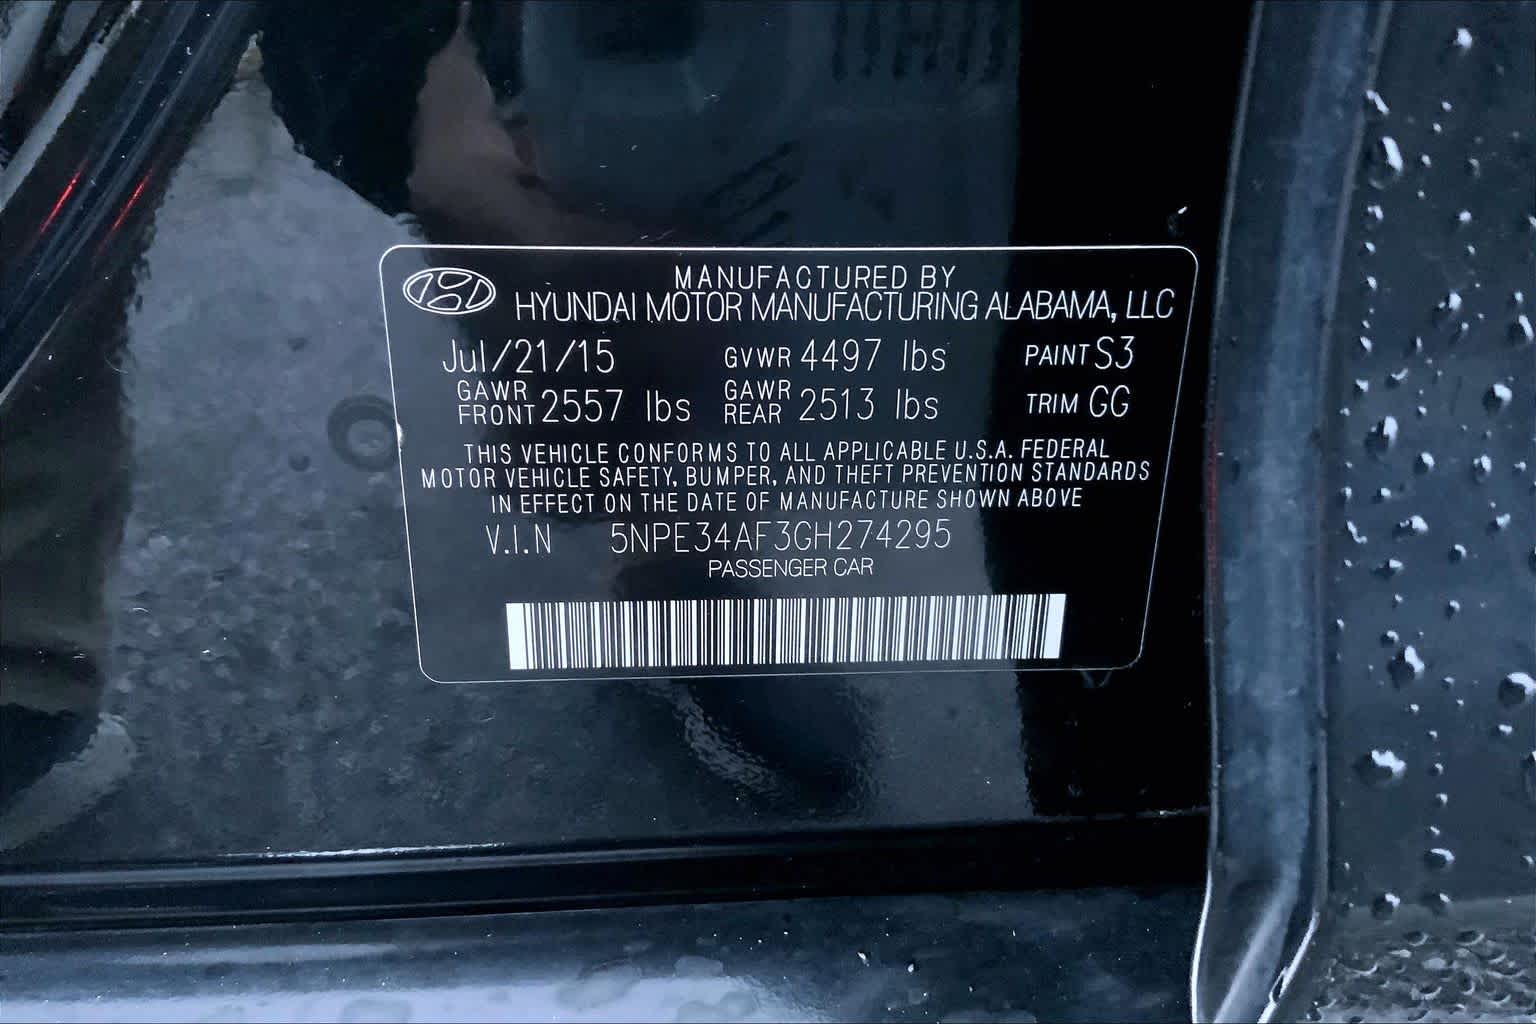 MANUFACTURED BY
HYUNDAI MOTOR MANUFACTURING ALABAMA, LLC
Jul/21/15 GVWR 4497 lbs PAINT S3
GAWR FRONT 2557 lbs GAWR REAR 2513 lbs TRIM GG
THIS VEHICLE CONFORMS TO ALL APPLICABLE U.S.A. FEDERAL
MOTOR VEHICLE SAFETY, BUMPER, AND THEFT PREVENTION STANDARDS
IN EFFECT ON THE DATE OF MANUFACTURE SHOWN ABOVE
V.I.N 5NPE34AF3GH274295
PASSENGER CAR